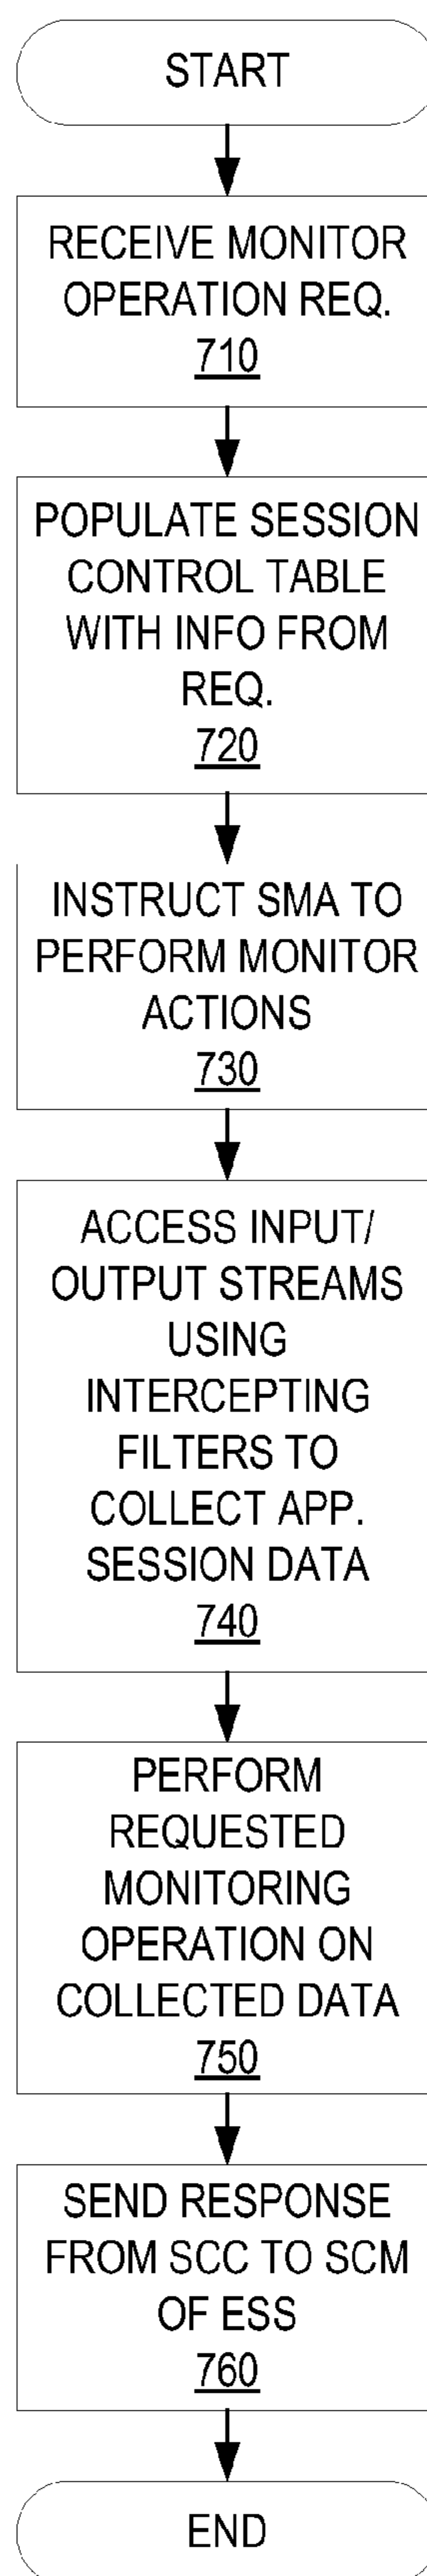 START
RECEIVE MONITOR
OPERATION REQ.
710
POPULATE SESSION
CONTROL TABLE
WITH INFO FROM
REQ.
720
INSTRUCT SMA TO
PERFORM MONITOR
ACTIONS
730
ACCESS INPUT/
OUTPUT STREAMS
USING
INTERCEPTING
FILTERS TO
COLLECT APP.
SESSION DATA
740
PERFORM
REQUESTED
MONITORING
OPERATION ON
COLLECTED DATA
750
SEND RESPONSE
FROM SCC TO SCM
OF ESS
760
END